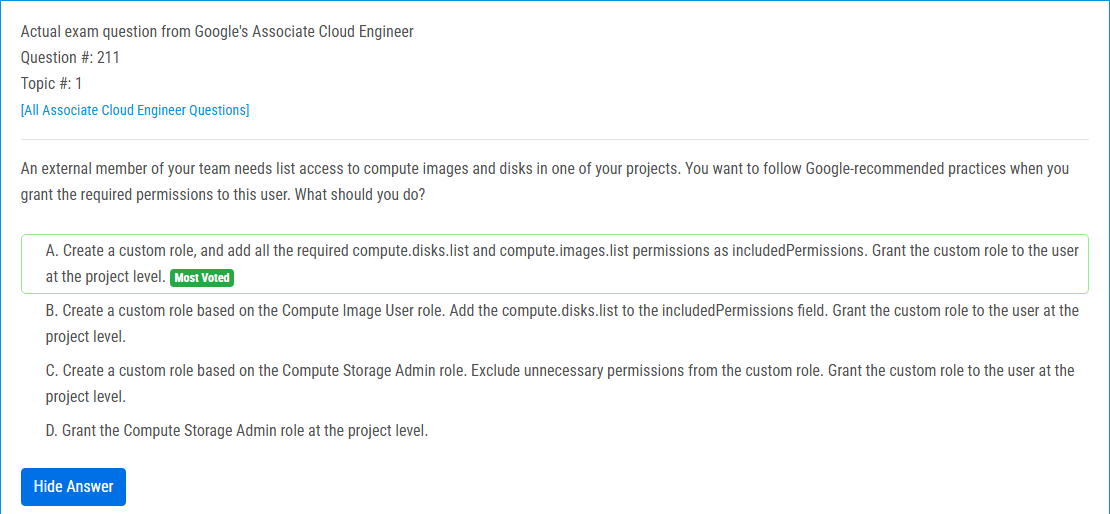 Actual exam question from Google's Associate Cloud Engineer
Question #: 211
Topic #: 1
[All Associate Cloud Engineer Questions]
An external member of your team needs list access to compute images and disks in one of your projects. You want to follow Google-recommended practices when you
grant the required permissions to this user. What should you do?
A. Create a custom role, and add all the required compute.disks.list and compute.images.list permissions as includedPermissions. Grant the custom role to the user
at the project level. Most Voted
B. Create a custom role based on the Compute Image User role. Add the compute.disks.list to the includedPermissions field. Grant the custom role to the user at the
project level.
C. Create a custom role based on the Compute Storage Admin role. Exclude unnecessary permissions from the custom role. Grant the custom role to the user at the
project level.
D. Grant the Compute Storage Admin role at the project level.
Hide Answer